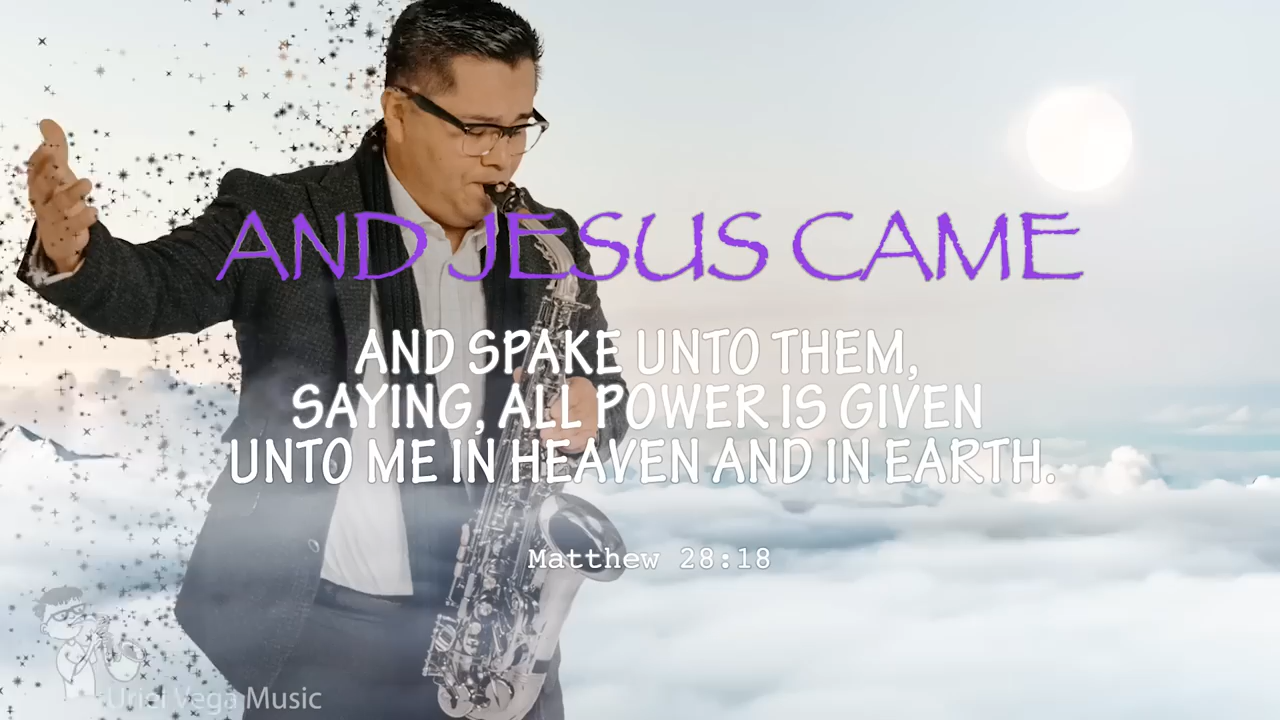 AND JESUS CAME
AND SPAKE UNTO THEM,
SAYING, ALL POWER IS GIVEN
UNTO ME IN HEAVEN AND IN EARTH.
Matthew 28:18
Uriel Vega Music